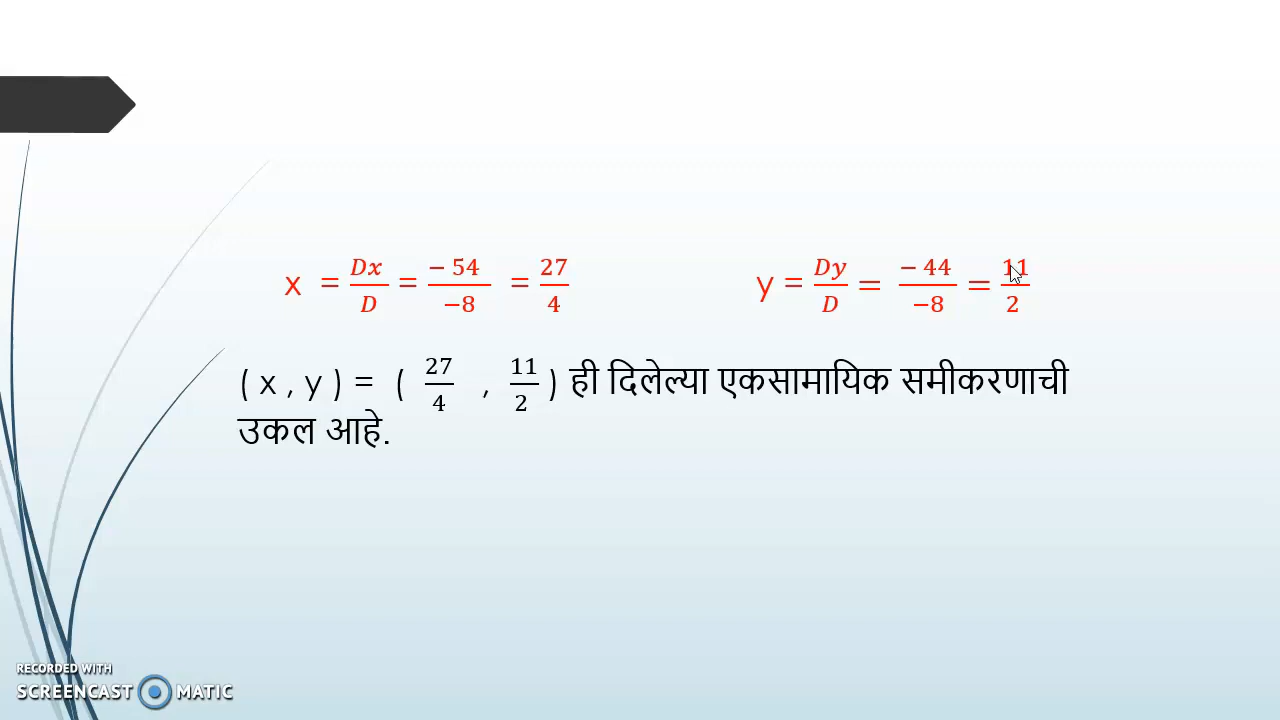 x = Dx/D = − 54/−8 = 27/4 y = Dy/D = − 44/−8 = 11/2
( x , y ) = ( 27/4 , 11/2 ) ही दिलेल्या एकसामायिक समीकरणाची
उकल आहे.
RECORDED WITH
SCREENCAST MATIC